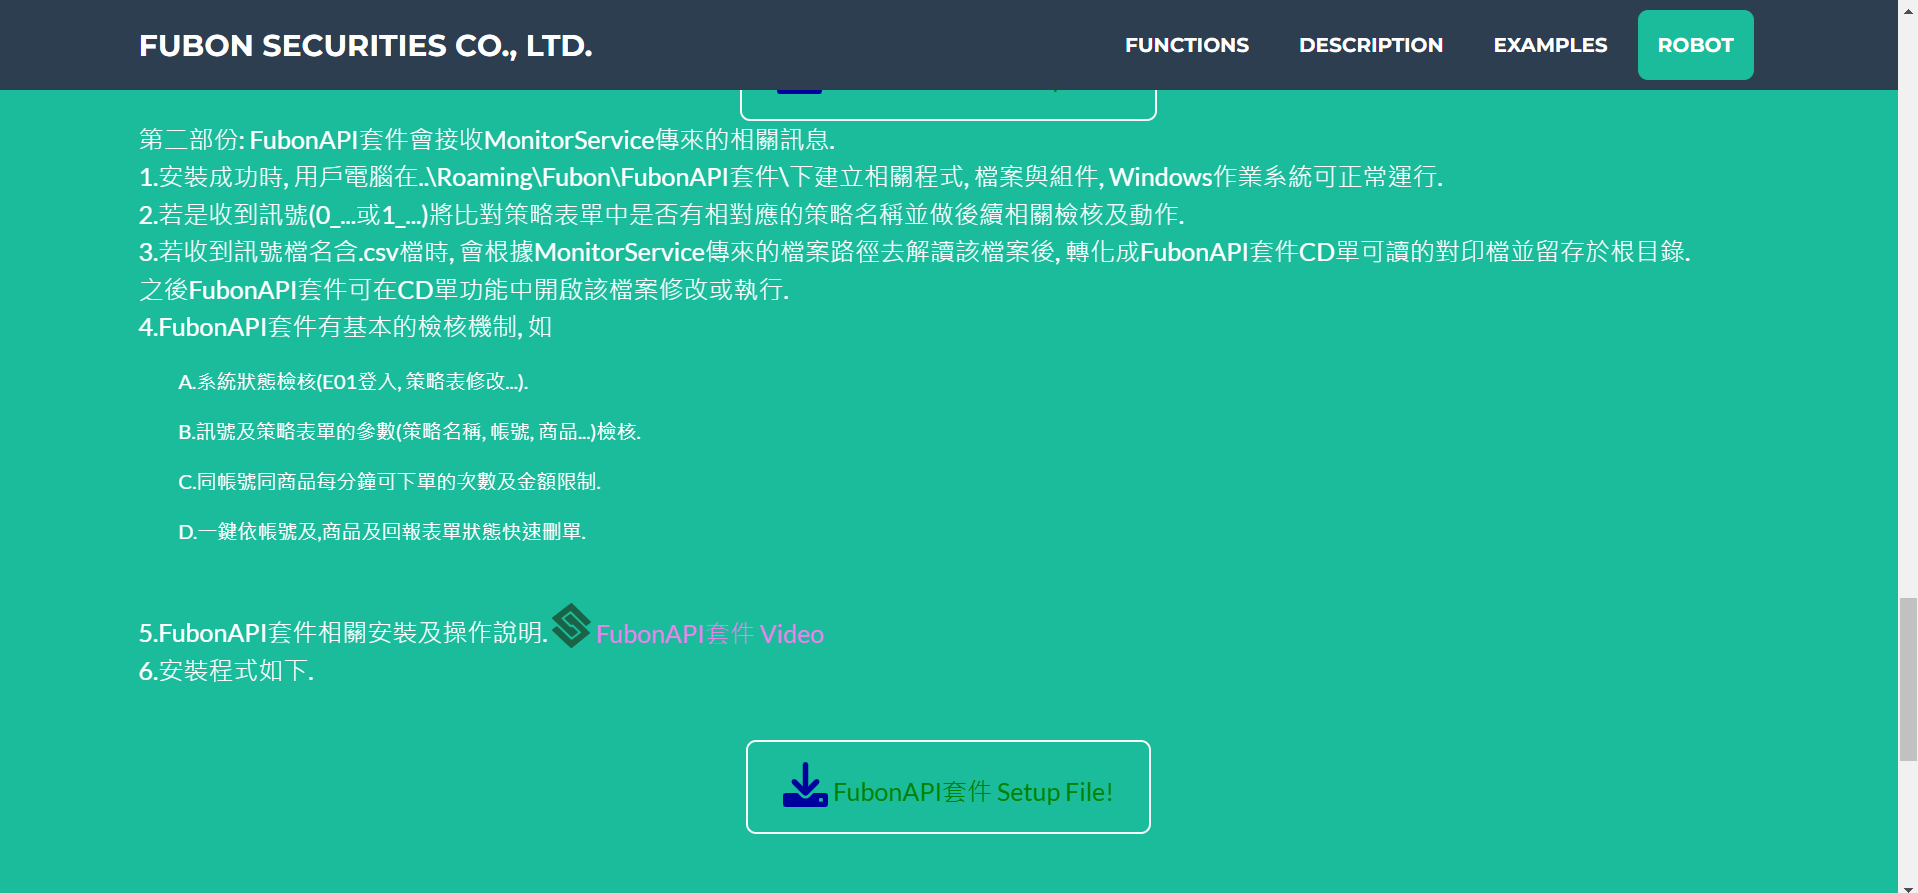 FUBON SECURITIES CO., LTD.
FUNCTIONS
DESCRIPTION
EXAMPLES
ROBOT
第二部份: FubonAPI套件會接收MonitorService傳來的相關訊息.
1.安裝成功時, 用戶電腦在..\Roaming\Fubon\FubonAPI套件\下建立相關程式, 檔案與組件, Windows作業系統可正常運行.
2.若是收到訊號(0_...或1_...)將比對策略表單中是否有相對應的策略名稱並做後續相關檢核及動作.
3.若收到訊號檔名含.csv檔時, 會根據MonitorService傳來的檔案路徑去解讀該檔案後, 轉化成FubonAPI套件CD單可讀的對印檔並留存於根目錄.
之後FubonAPI套件可在CD單功能中開啟該檔案修改或執行.
4.FubonAPI套件有基本的檢核機制, 如
A.系統狀態檢核(E01登入, 策略表修改...).
B.訊號及策略表單的參數(策略名稱, 帳號, 商品...)檢核.
C.同帳號同商品每分鐘可下單的次數及金額限制.
D.一鍵依帳號及,商品及回報表單狀態快速刪單.
5.FubonAPI套件相關安裝及操作說明. FubonAPI套件 Video
6.安裝程式如下.
FubonAPI套件 Setup File!